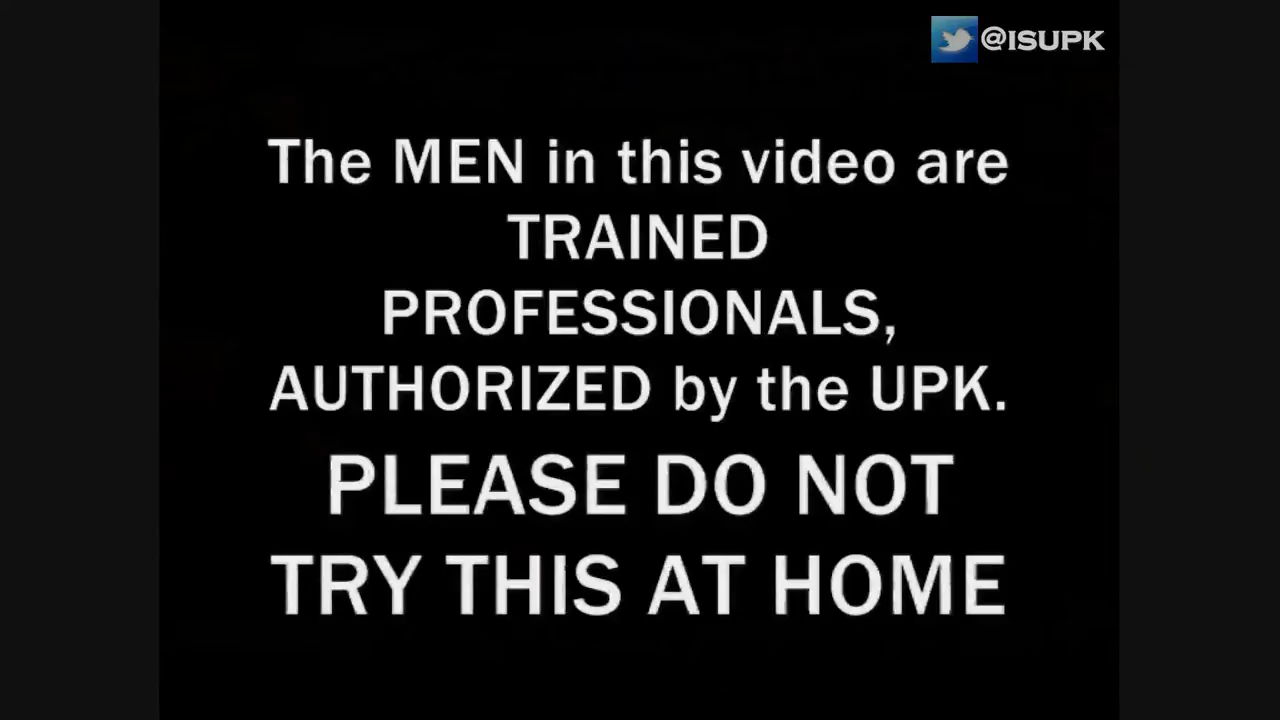 @ISUPK
The MEN in this video are
TRAINED
PROFESSIONALS,
AUTHORIZED by the UPK.
PLEASE DO NOT
TRY THIS AT HOME